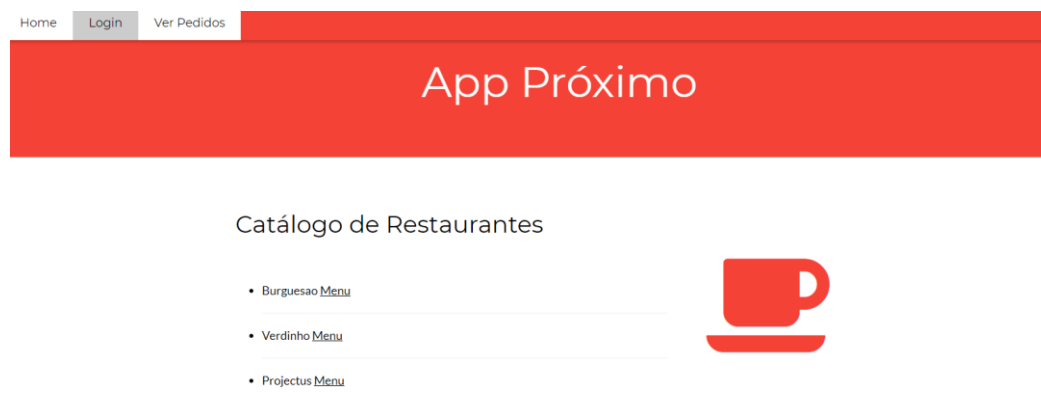 Home Login Ver Pedidos
App Próximo
Catálogo de Restaurantes
Burguesao Menu
Verdinho Menu
Projectus Menu